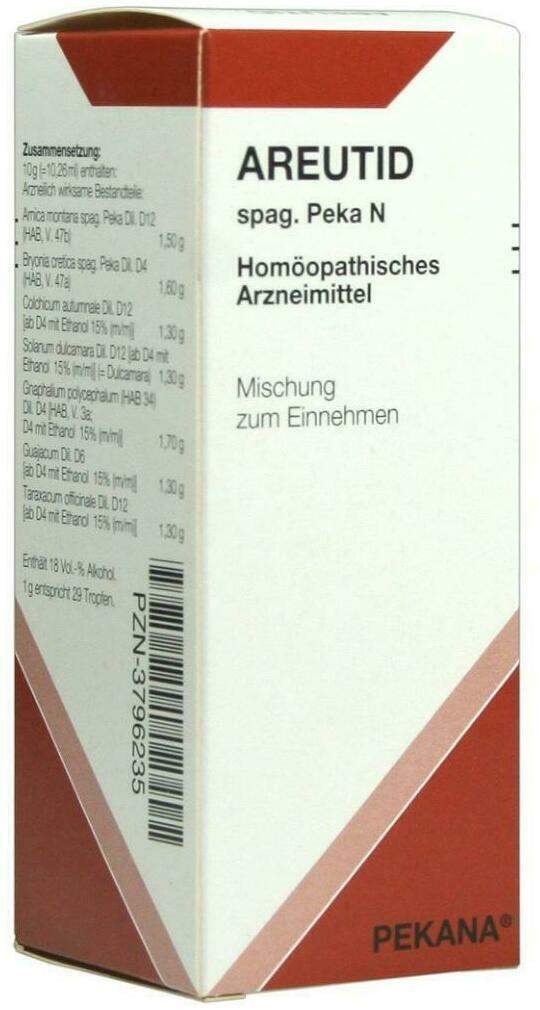 Zusammensetzung:
10g (=10,26ml) enthalten:
Arzneilich wirksame Bestandteile:
Arnica montana spag. Peka Dil. D12
(HAB, V. 47b) 1,50 g
Bryonia cretica spag. Peka Dil. D4
(HAB, V. 47a) 1,60 g
Colchicum autumnale Dil. D12
[ab D4 mit Ethanol 15% (m/m)] 1,30 g
Solanum dulcamara Dil. D12 [ab D4 mit
Ethanol 15% (m/m)] (= Dulcamara) 1,30 g
Gnaphalium polycephalum (HAB 34)
Dil. D4 [HAB, V. 3a;
D4 mit Ethanol 15% (m/m)] 1,70 g
Guajacum Dil. D6
[ab D4 mit Ethanol 15% (m/m)] 1,30 g
Taraxacum officinale Dil. D12
[ab D4 mit Ethanol 15% (m/m)] 1,30 g
Enthält 18 Vol.-% Alkohol.
1 g entspricht 29 Tropfen.
PZN-3796235
AREUTID
spag. Peka N
Homöopathisches
Arzneimittel
Mischung
zum Einnehmen
PEKANA®